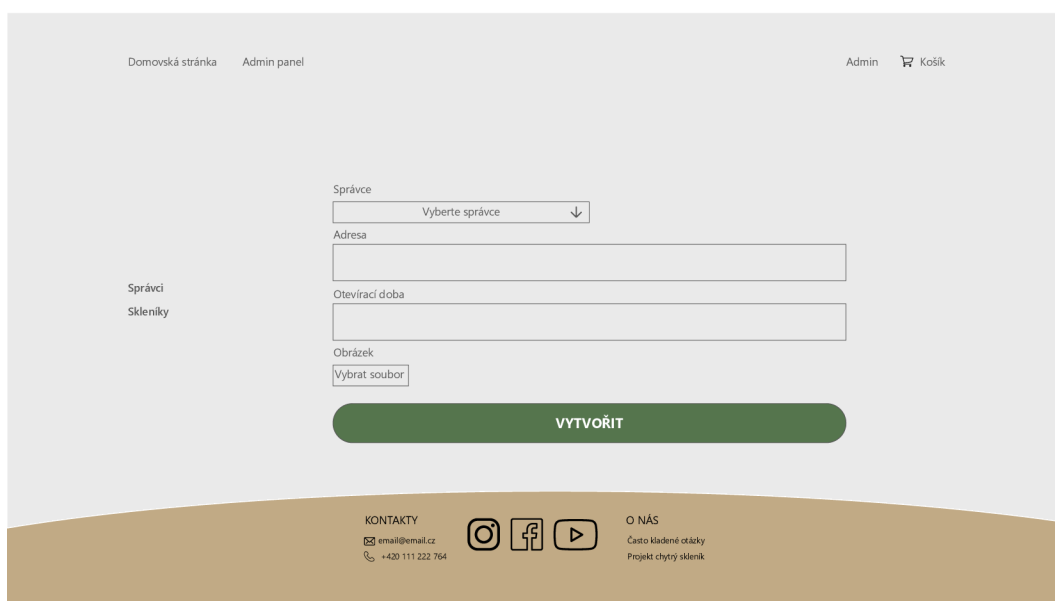 Domovská stránka Admin panel Admin Košík
Správce
Vyberte správce
Adresa
Správci
Skleníky
Otevírací doba
Obrázek
Vybrat soubor
VYTVOŘIT
KONTAKTY
email@email.cz
+420 111 222 764
O NÁS
Často kladené otázky
Projekt chytrý skleník